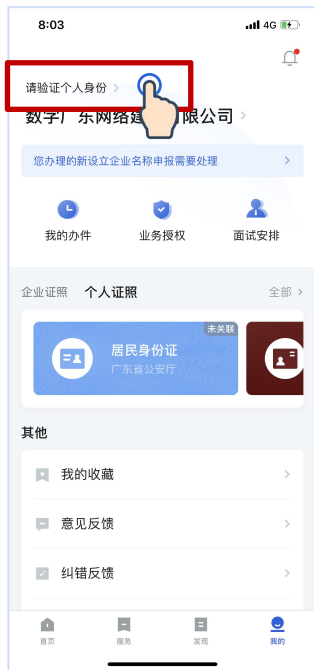 8:03
4G
请验证个人身份
数字广东网络建 限公司
您办理的新设立企业名称申报需要处理
我的办件
业务授权
面试安排
企业证照 个人证照 全部
未关联
居民身份证
广东省公安厅
其他
我的收藏
意见反馈
纠错反馈
首页 服务 发现 我的